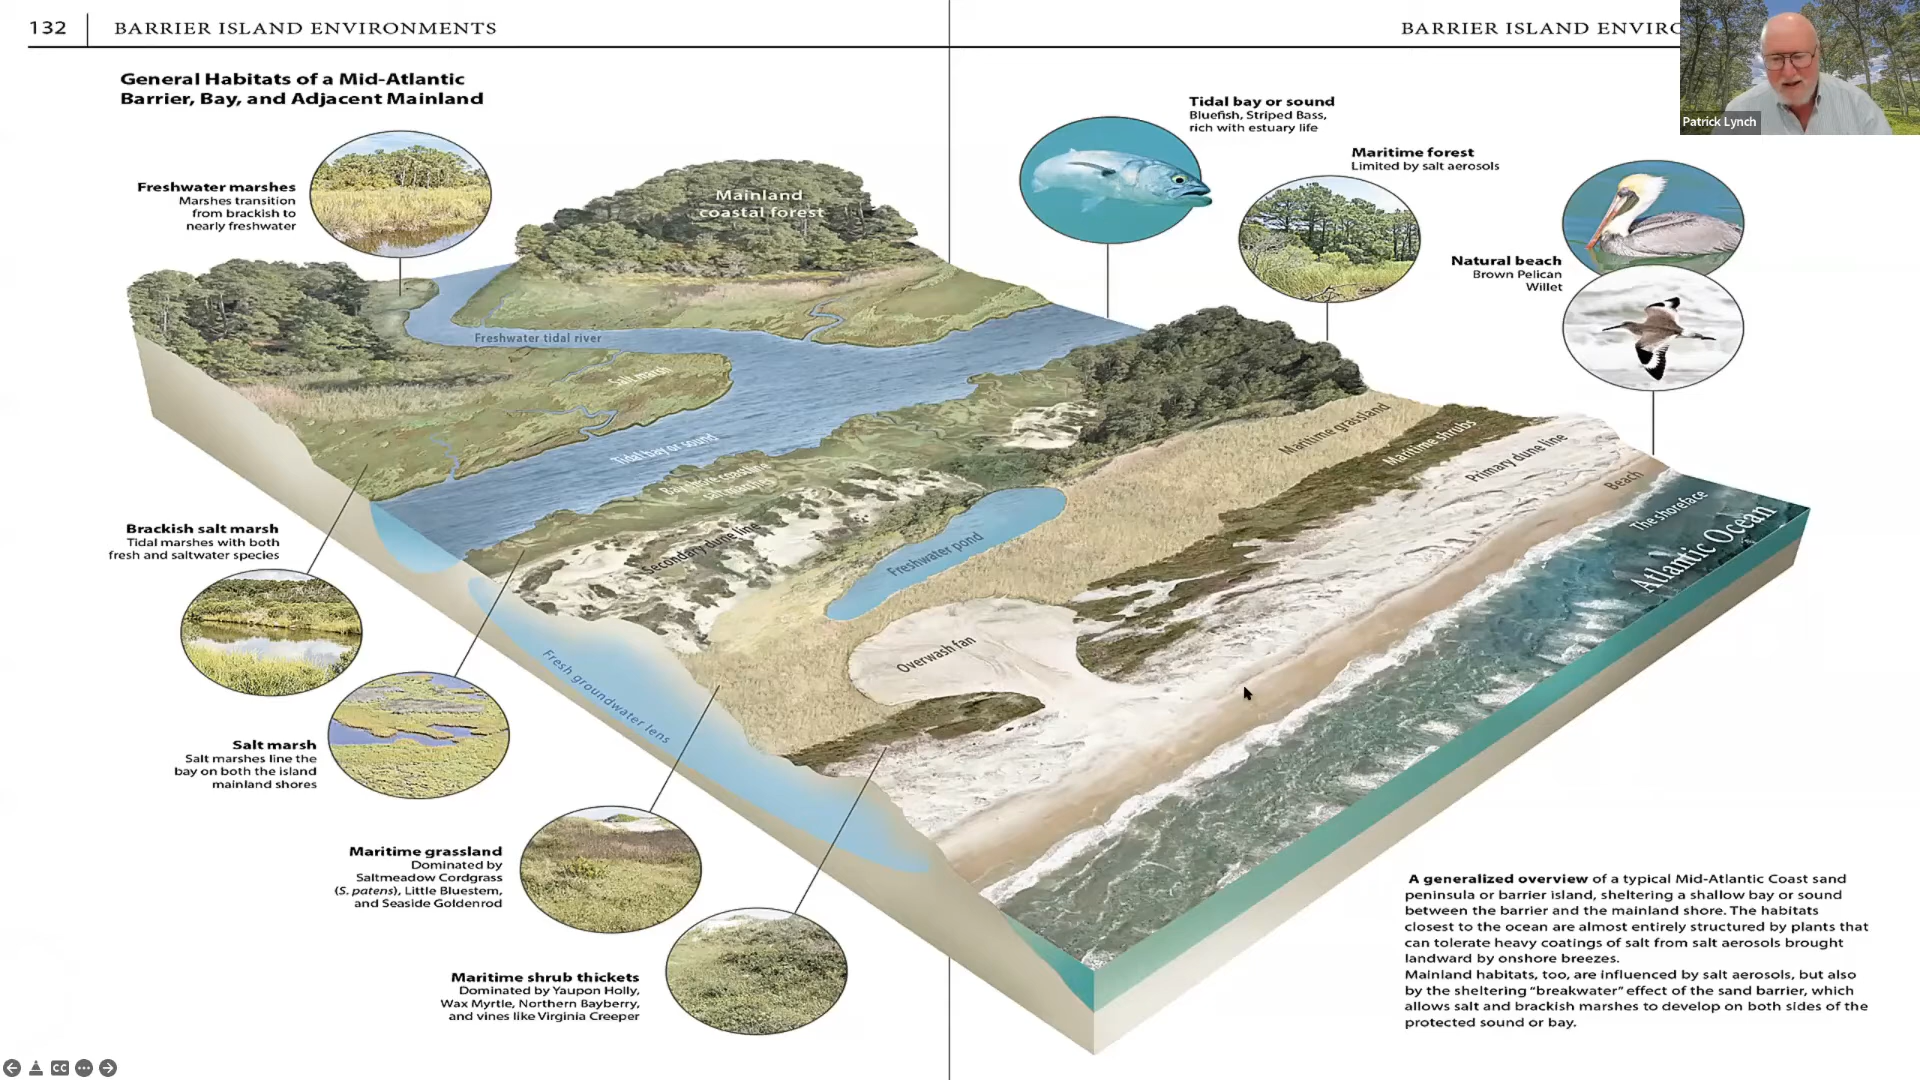 132
BARRIER ISLAND ENVIRONMENTS
BARRIER ISLAND ENVIRO
Patrick Lynch
General Habitats of a Mid-Atlantic
Barrier, Bay, and Adjacent Mainland
Freshwater marshes
Marshes transition
from brackish to
nearly freshwater
Mainland
coastal forest
Tidal bay or sound
Bluefish, Striped Bass,
rich with estuary life
Maritime forest
Limited by salt aerosols
Natural beach
Brown Pelican
Willet
Freshwater tidal river
Salt marsh
Tidal bay or sound
Bayshore coastline
salt marshes
Secondary dune line
Freshwater pond
Overwash fan
Maritime grassland
Maritime shrubs
Primary dune line
Beach
The shoreface
Atlantic Ocean
Fresh groundwater lens
Brackish salt marsh
Tidal marshes with both
fresh and saltwater species
Salt marsh
Salt marshes line the
bay on both the island
mainland shores
Maritime grassland
Dominated by
Saltmeadow Cordgrass
(S. patens), Little Bluestem,
and Seaside Goldenrod
Maritime shrub thickets
Dominated by Yaupon Holly,
Wax Myrtle, Northern Bayberry,
and vines like Virginia Creeper
A generalized overview of a typical Mid-Atlantic Coast sand
peninsula or barrier island, sheltering a shallow bay or sound
between the barrier and the mainland shore. The habitats
closest to the ocean are almost entirely structured by plants that
can tolerate heavy coatings of salt from salt aerosols brought
landward by onshore breezes.
Mainland habitats, too, are influenced by salt aerosols, but also
by the sheltering “breakwater” effect of the sand barrier, which
allows salt and brackish marshes to develop on both sides of the
protected sound or bay.
CC